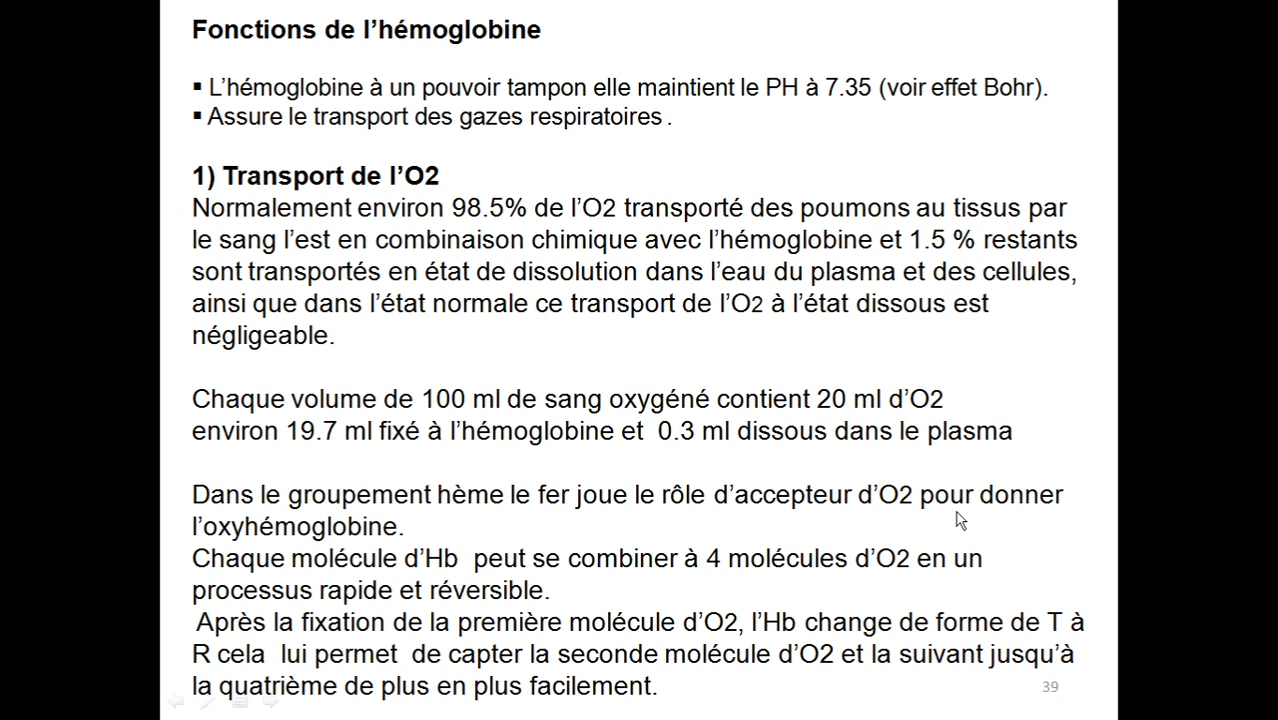 Fonctions de l’hémoglobine
▪ L’hémoglobine à un pouvoir tampon elle maintient le PH à 7.35 (voir effet Bohr).
▪ Assure le transport des gazes respiratoires .
1) Transport de l’O2
Normalement environ 98.5% de l’O2 transporté des poumons au tissus par
le sang l’est en combinaison chimique avec l’hémoglobine et 1.5 % restants
sont transportés en état de dissolution dans l’eau du plasma et des cellules,
ainsi que dans l’état normale ce transport de l’O2 à l’état dissous est
négligeable.
Chaque volume de 100 ml de sang oxygéné contient 20 ml d’O2
environ 19.7 ml fixé à l’hémoglobine et  0.3 ml dissous dans le plasma
Dans le groupement hème le fer joue le rôle d’accepteur d’O2 pour donner
l’oxyhémoglobine.
Chaque molécule d’Hb  peut se combiner à 4 molécules d’O2 en un
processus rapide et réversible.
Après la fixation de la première molécule d’O2, l’Hb change de forme de T à
R cela  lui permet  de capter la seconde molécule d’O2 et la suivant jusqu’à
la quatrième de plus en plus facilement.
39